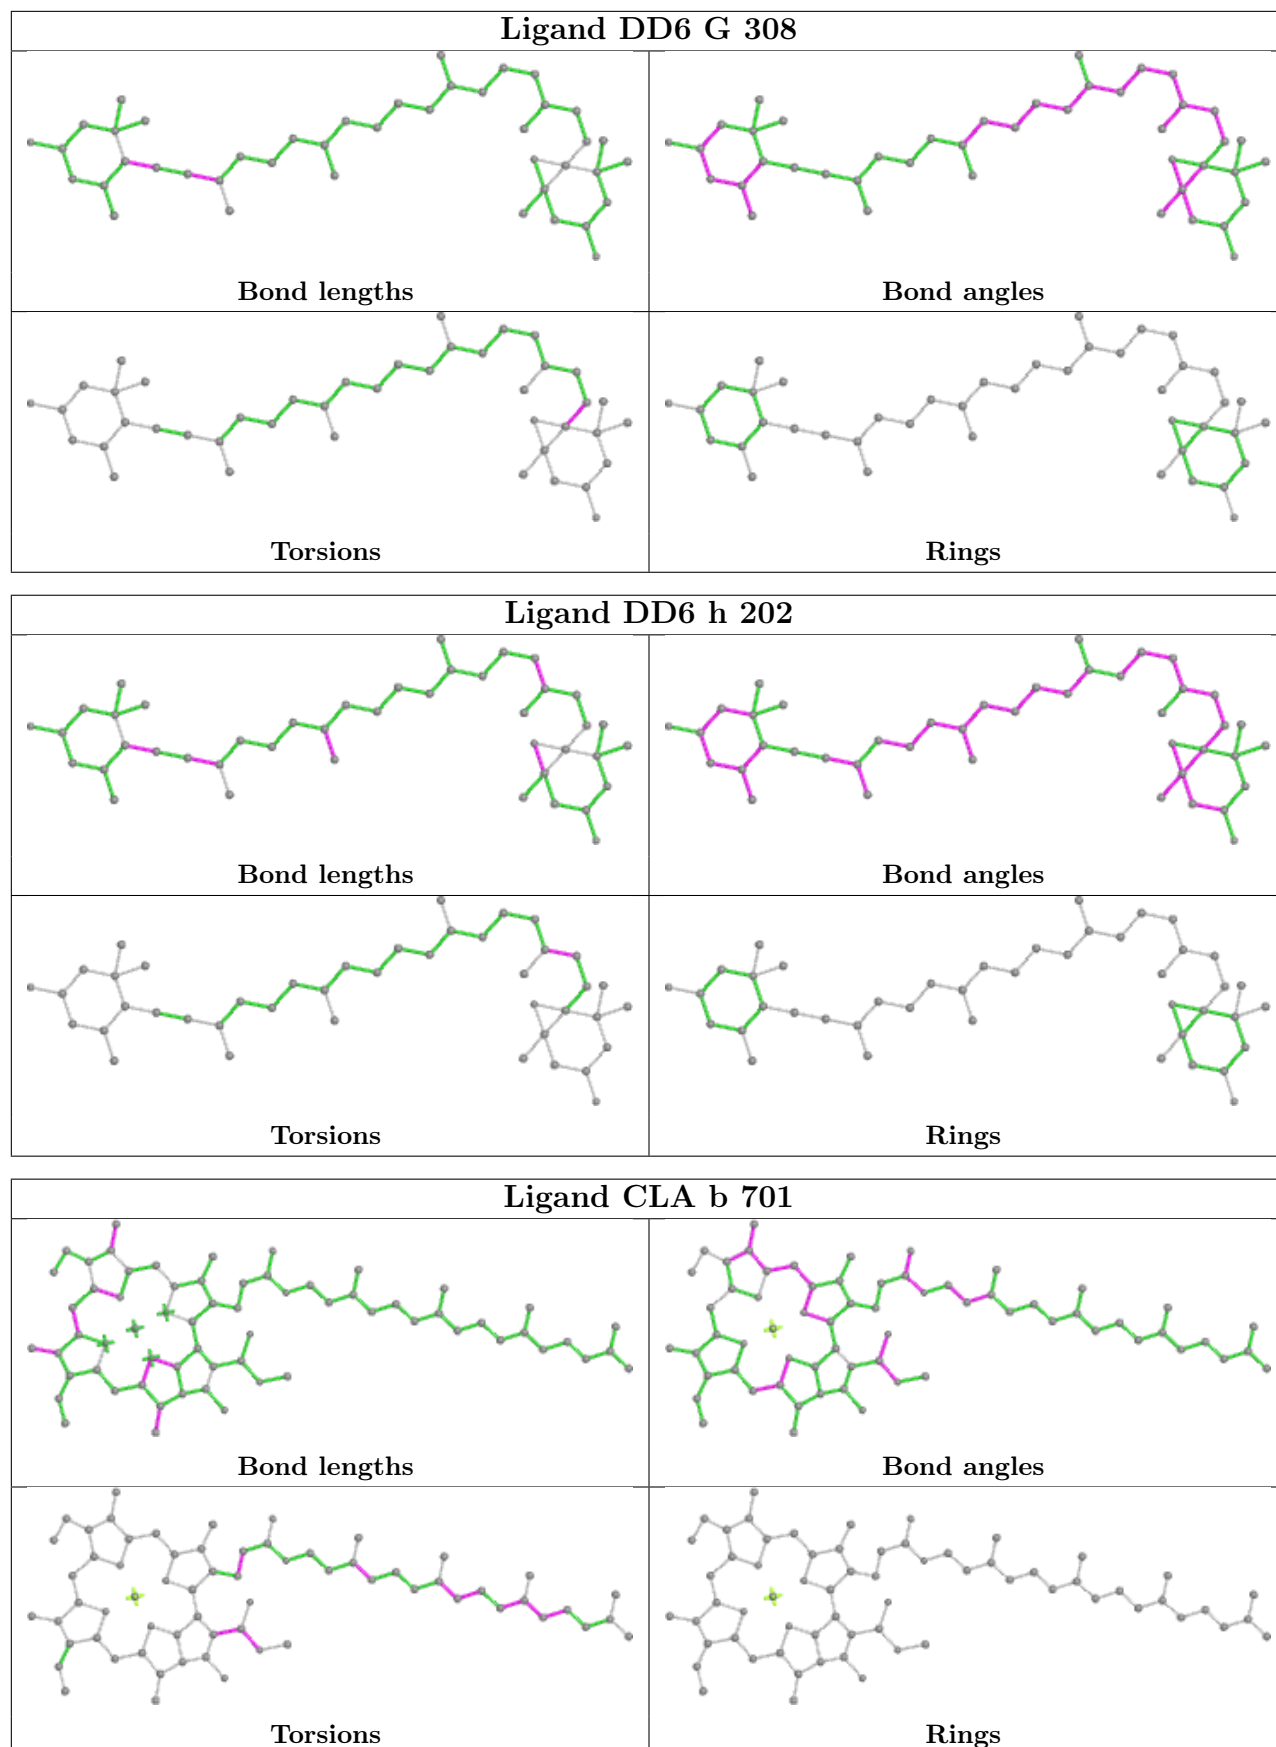 Ligand DD6 G 308
Bond lengths
Bond angles
Torsions
Rings
Ligand DD6 h 202
Bond lengths
Bond angles
Torsions
Rings
Ligand CLA b 701
Bond lengths
Bond angles
Torsions
Rings